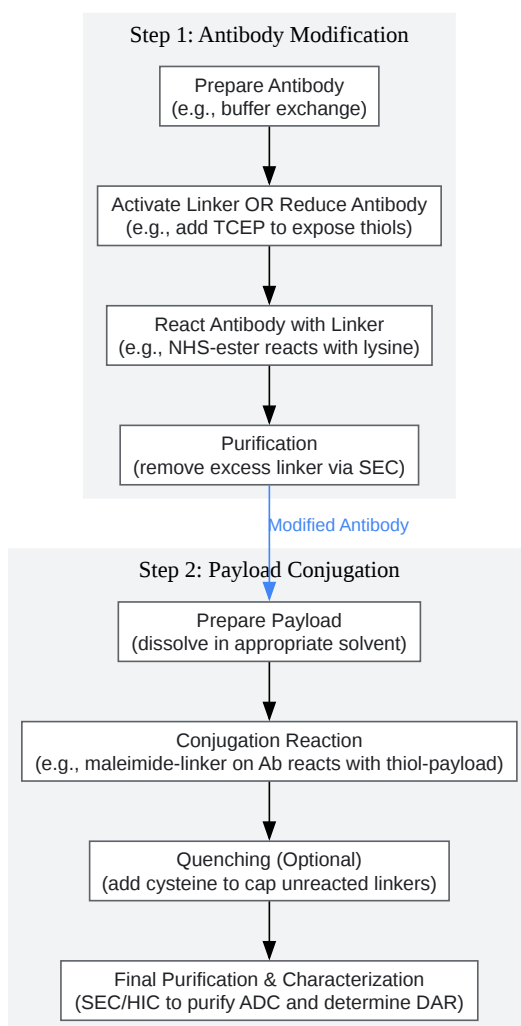 Step 1: Antibody Modification
Prepare Antibody
(e.g., buffer exchange)
Activate Linker OR Reduce Antibody
(e.g., add TCEP to expose thiols)
React Antibody with Linker
(e.g., NHS-ester reacts with lysine)
Purification
(remove excess linker via SEC)
Modified Antibody
Step 2: Payload Conjugation
Prepare Payload
(dissolve in appropriate solvent)
Conjugation Reaction
(e.g., maleimide-linker on Ab reacts with thiol-payload)
Quenching (Optional)
(add cysteine to cap unreacted linkers)
Final Purification & Characterization
(SEC/HIC to purify ADC and determine DAR)